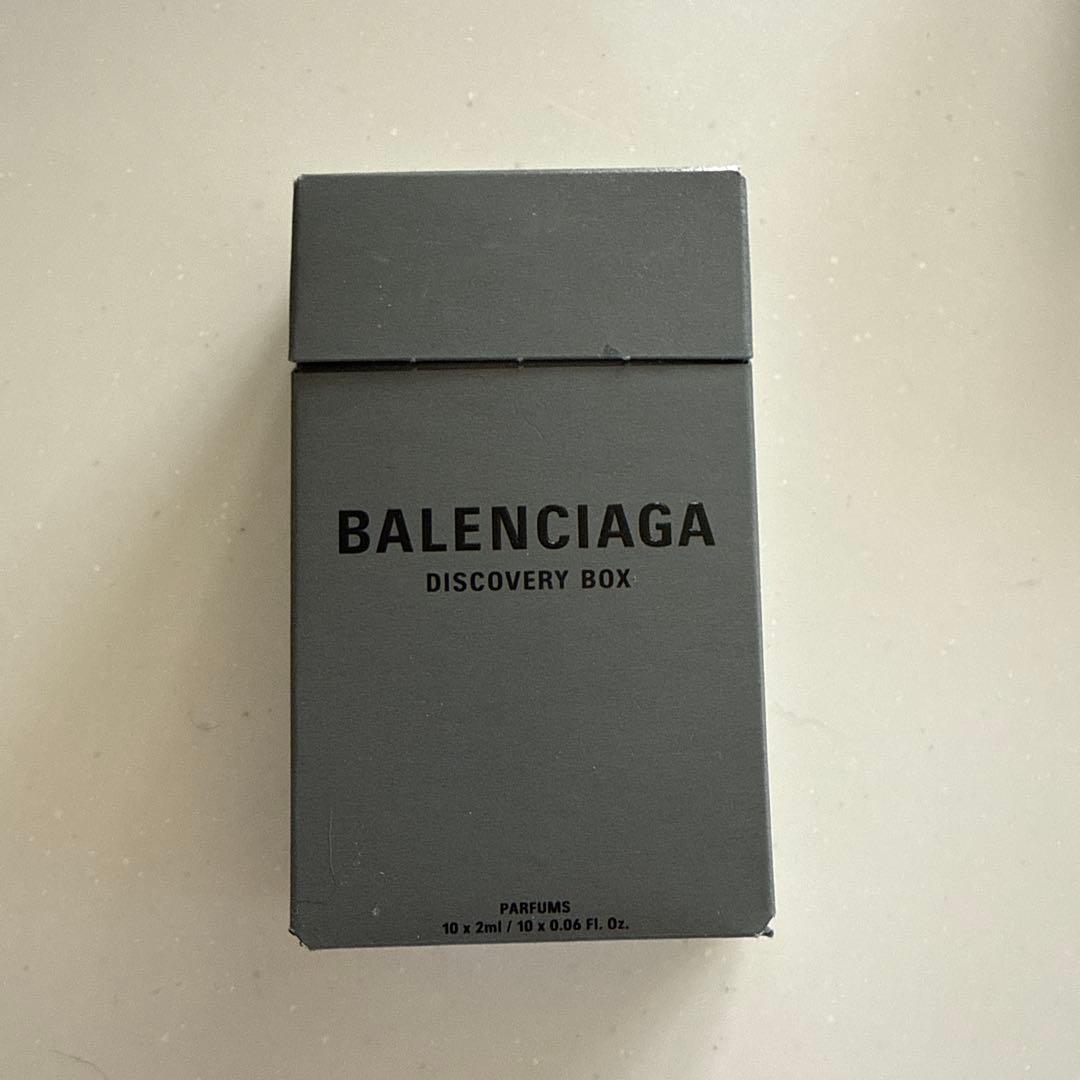 BALENCIAGA
DISCOVERY BOX
PARFUMS
10 x 2ml / 10 x 0.06 Fl. Oz.